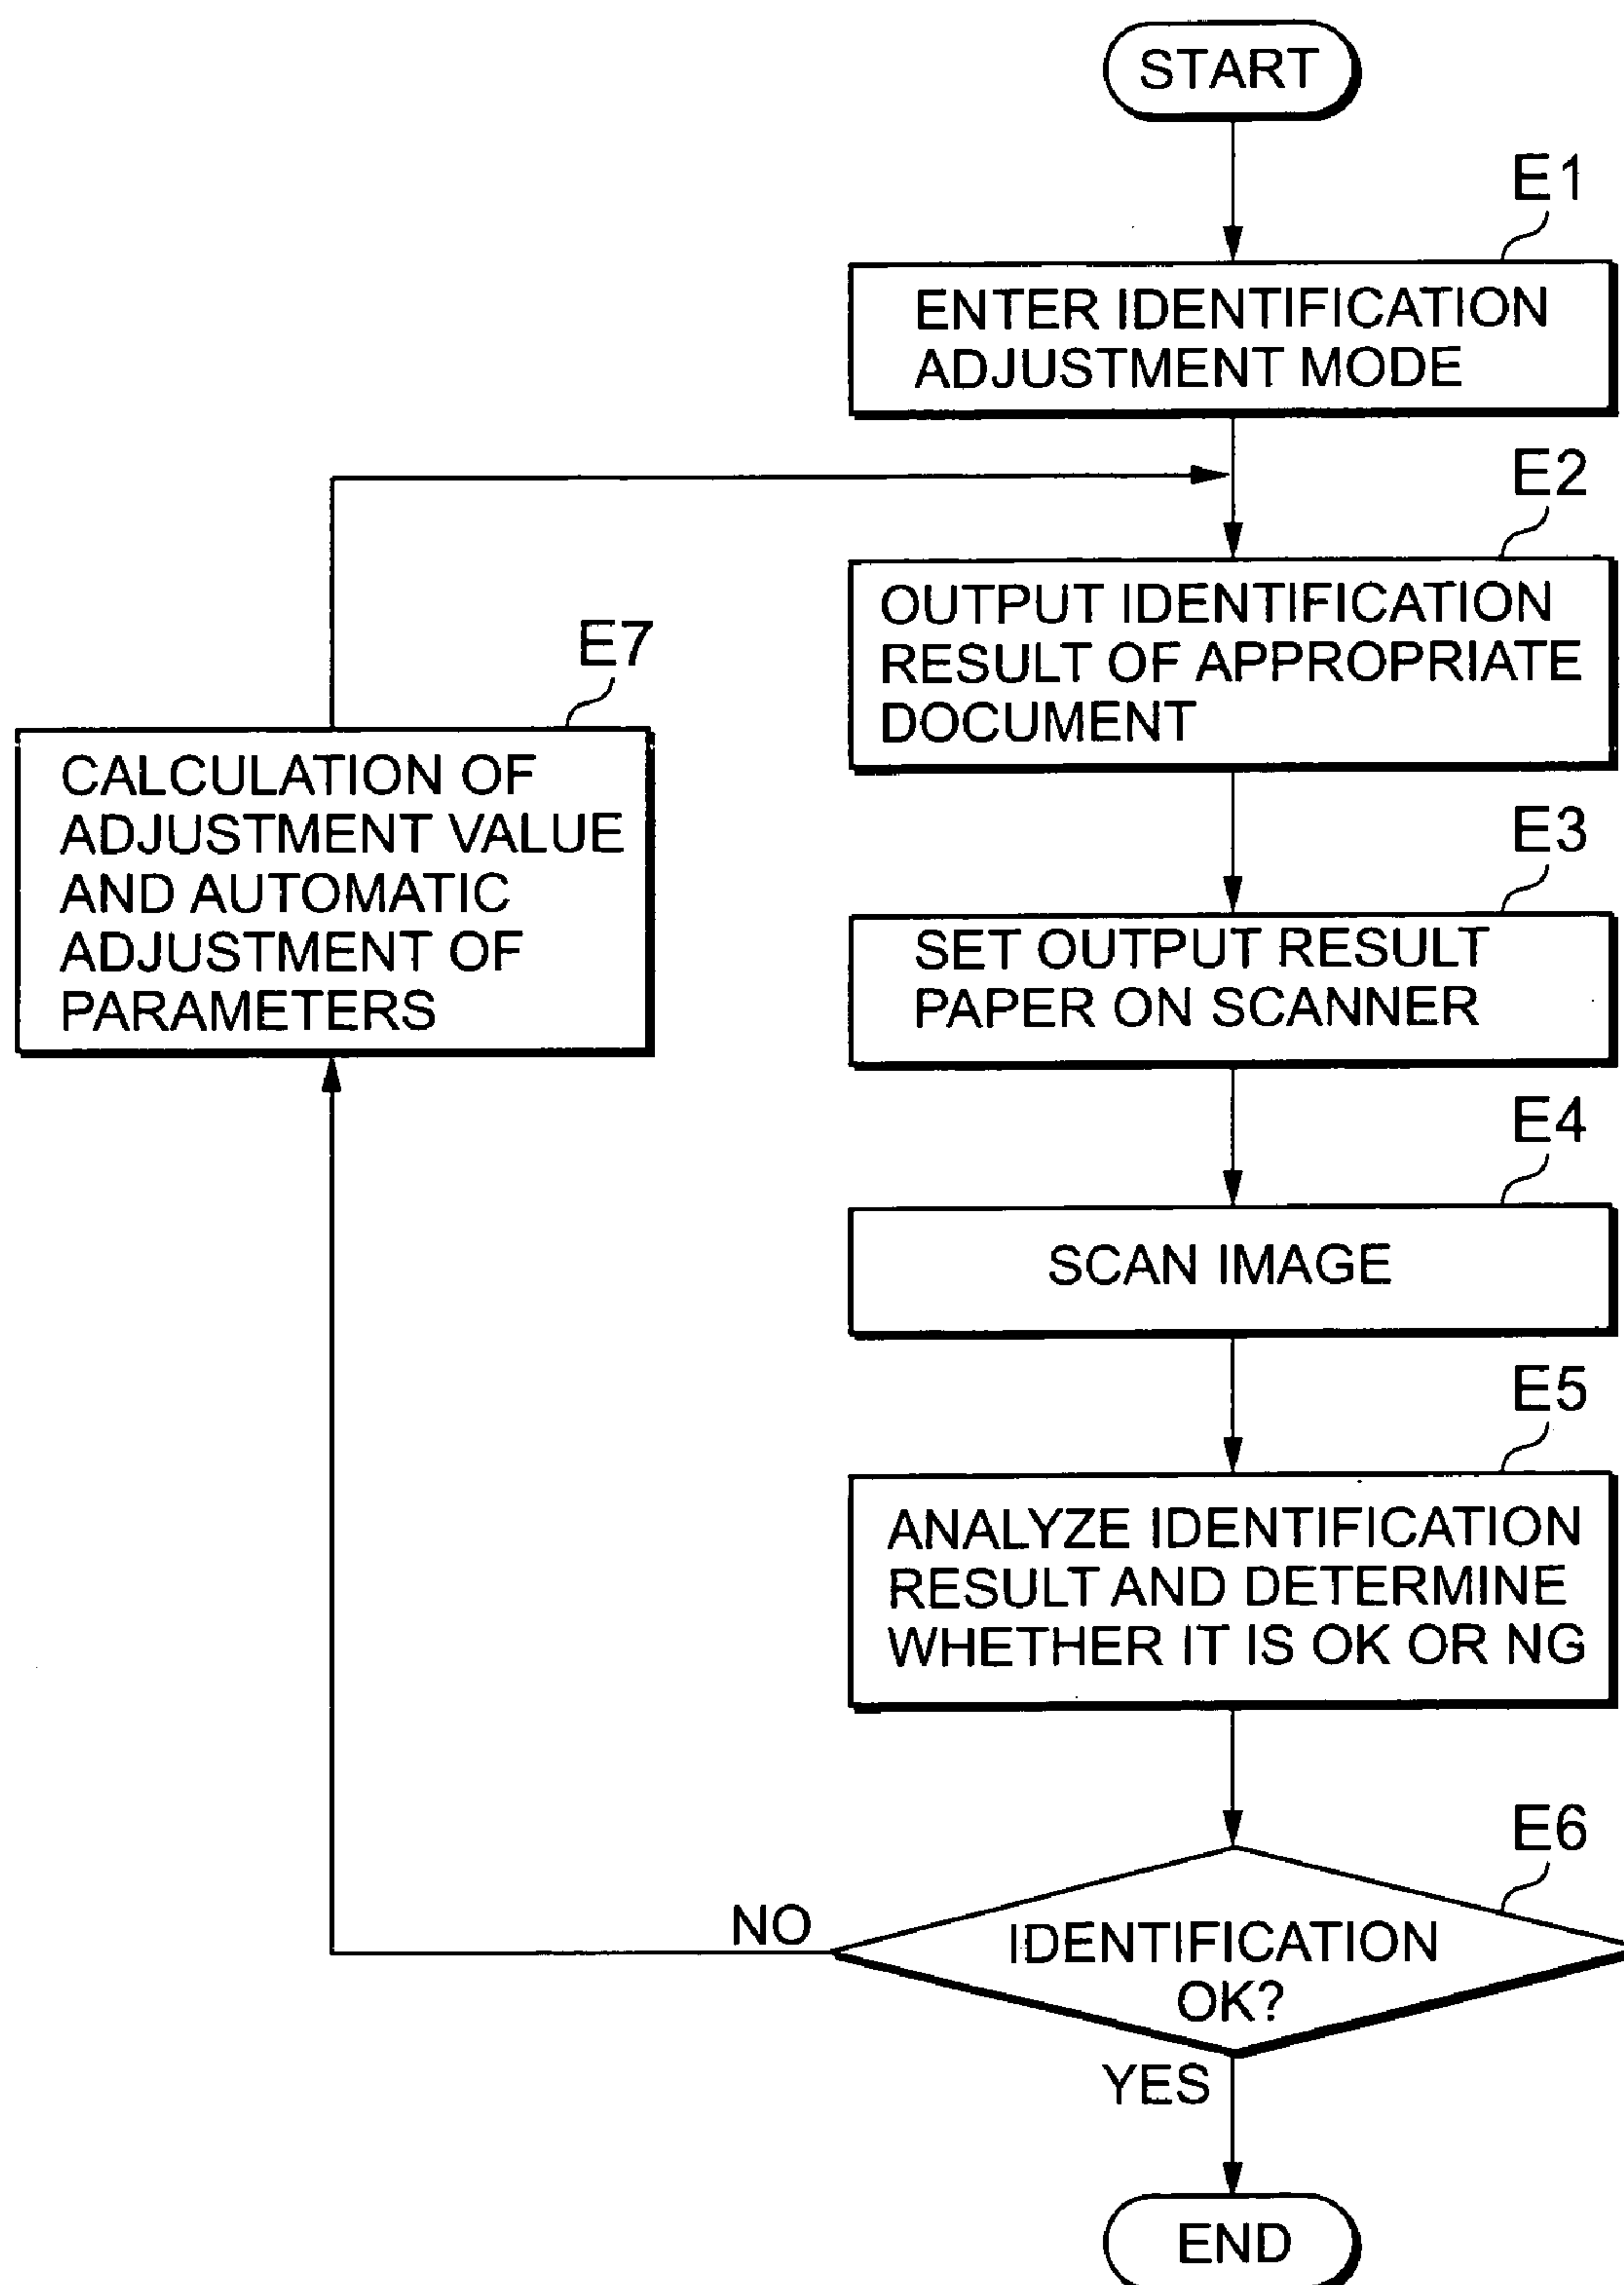 START
E1
ENTER IDENTIFICATION
ADJUSTMENT MODE
E2
OUTPUT IDENTIFICATION
RESULT OF APPROPRIATE
DOCUMENT
E7
CALCULATION OF
ADJUSTMENT VALUE
AND AUTOMATIC
ADJUSTMENT OF
PARAMETERS
E3
SET OUTPUT RESULT
PAPER ON SCANNER
E4
SCAN IMAGE
E5
ANALYZE IDENTIFICATION
RESULT AND DETERMINE
WHETHER IT IS OK OR NG
E6
NO
IDENTIFICATION
OK?
YES
END